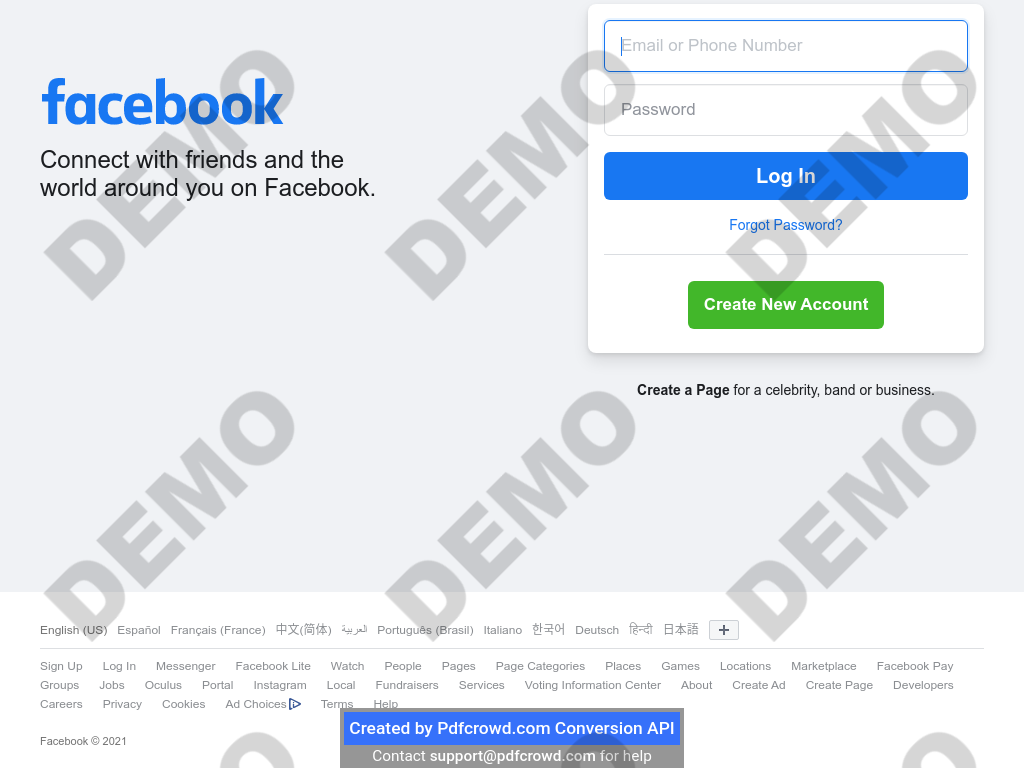 facebook
Connect with friends and the
world around you on Facebook.
Email or Phone Number
Password
Log In
Forgot Password?
Create New Account
Create a Page for a celebrity, band or business.
DEMO DEMO DEMO
DEMO DEMO DEMO
English (US) Español Français (France) 中文(简体) العربية Português (Brasil) Italiano 한국어 Deutsch हिन्दी 日本語
Sign Up Log In Messenger Facebook Lite Watch People Pages Page Categories Places Games Locations Marketplace Facebook Pay
Groups Jobs Oculus Portal Instagram Local Fundraisers Services Voting Information Center About Create Ad Create Page Developers
Careers Privacy Cookies Ad Choices Terms Help
Facebook © 2021
Created by Pdfcrowd.com Conversion API
Contact support@pdfcrowd.com for help